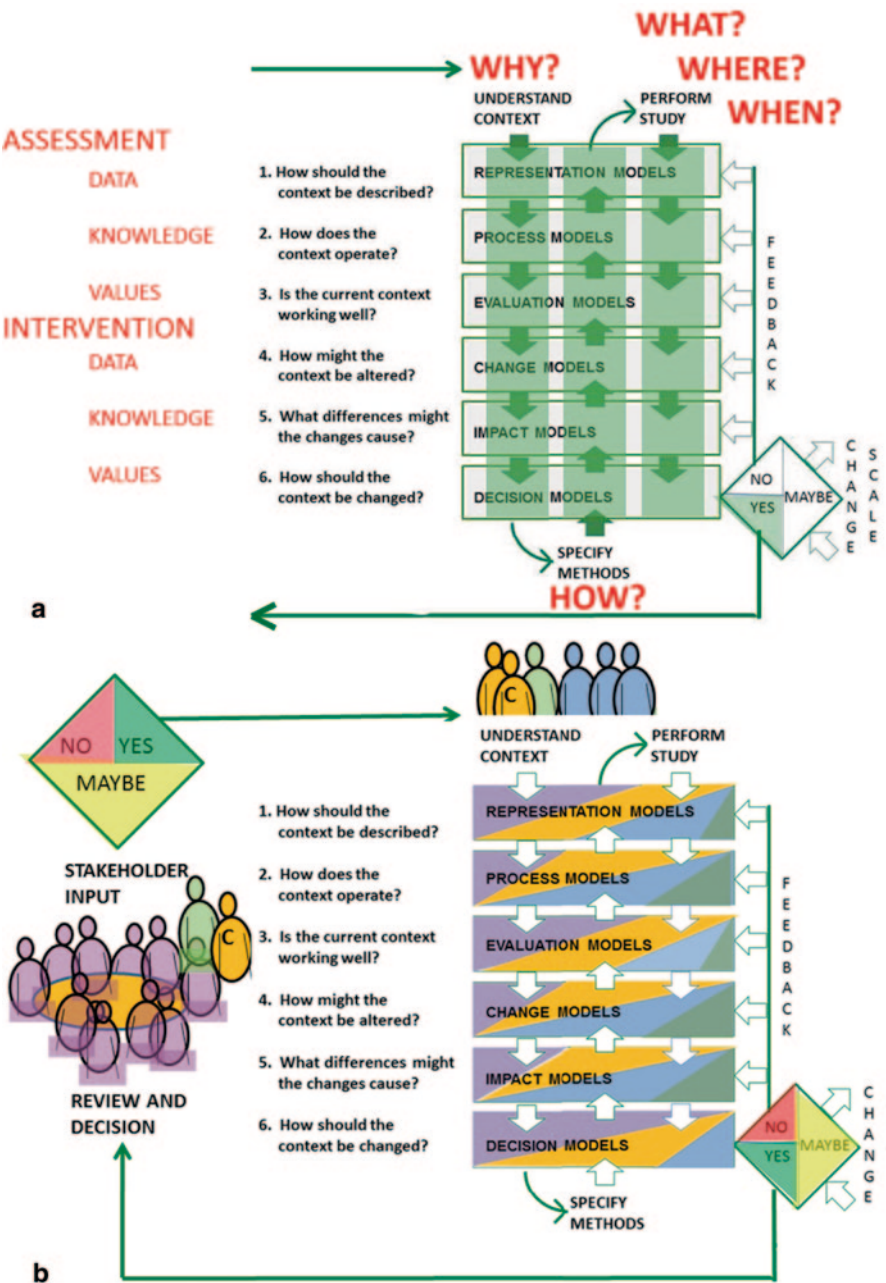 WHAT?
WHY?
WHERE?
UNDERSTAND
CONTEXT
PERFORM
STUDY
WHEN?
ASSESSMENT
DATA
1. How should the
context be described?
REPRESENTATION MODELS
KNOWLEDGE
2. How does the
context operate?
PROCESS MODELS
VALUES
3. Is the current context
working well?
EVALUATION MODELS
INTERVENTION
DATA
4. How might the
context be altered?
CHANGE MODELS
KNOWLEDGE
5. What differences might
the changes cause?
IMPACT MODELS
VALUES
6. How should the
context be changed?
DECISION MODELS
FEEDBACK
NO
YES
MAYBE
CHANGE
SCALE
SPECIFY
METHODS
HOW?
a
NO YES
MAYBE
STAKEHOLDER
INPUT
C
REVIEW AND
DECISION
C
UNDERSTAND
CONTEXT
PERFORM
STUDY
1. How should the
context be described?
REPRESENTATION MODELS
2. How does the
context operate?
PROCESS MODELS
3. Is the current context
working well?
EVALUATION MODELS
4. How might the
context be altered?
CHANGE MODELS
5. What differences might
the changes cause?
IMPACT MODELS
6. How should the
context be changed?
DECISION MODELS
FEEDBACK
NO
YES
MAYBE
CHANGE
SPECIFY
METHODS
b